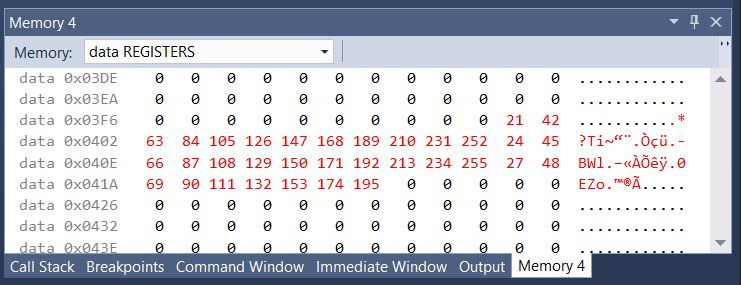 Memory 4
Memory: data REGISTERS
data 0x03DE 0 0 0 0 0 0 0 0 0 0 0 0 ............
data 0x03EA 0 0 0 0 0 0 0 0 0 0 0 0 ............
data 0x03F6 0 0 0 0 0 0 0 0 0 0 21 42 ...........*
data 0x0402 63 84 105 126 147 168 189 210 231 252 24 45 ?Ti~“¨.Òçü.-
data 0x040E 66 87 108 129 150 171 192 213 234 255 27 48 BWl.–«ÀÕêÿ.0
data 0x041A 69 90 111 132 153 174 195 0 0 0 0 0 EZo.™®Ã.....
data 0x0426 0 0 0 0 0 0 0 0 0 0 0 0 ............
data 0x0432 0 0 0 0 0 0 0 0 0 0 0 0 ............
data 0x043E 0 0 0 0 0 0 0 0 0 0 0 0 ............
Call Stack Breakpoints Command Window Immediate Window Output Memory 4